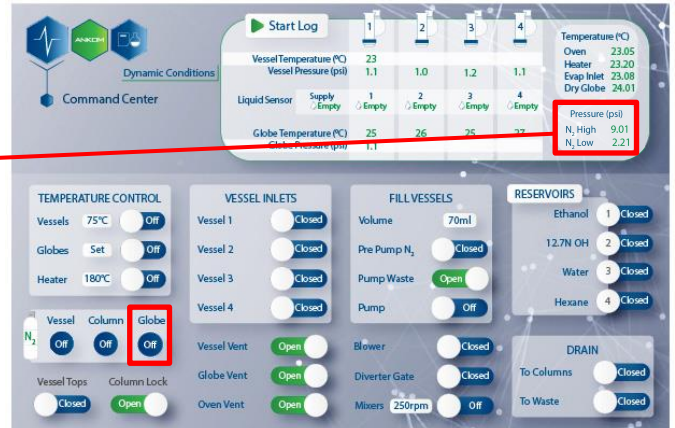 ANKOM
Dynamic Conditions
Command Center
Start Log
1 2 3 4
Vessel Temperature (ºC) 23
Vessel Pressure (psi) 1.1 1.0 1.2 1.1
Liquid Sensor Supply 1 2 3 4
Empty Empty Empty Empty Empty
Globe Temperature (ºC) 25 26 25 27
Globe Pressure (psi) 1.1
Temperature (ºC)
Oven 23.05
Heater 23.20
Evap Inlet 23.08
Dry Globe 24.01
Pressure (psi)
N₂ High 9.01
N₂ Low 2.21
TEMPERATURE CONTROL
Vessels 75ºC Off
Globes Set Off
Heater 180ºC Off
N₂
Vessel Column Globe
Off Off Off
Vessel Tops Column Lock
Closed Open
VESSEL INLETS
Vessel 1 Closed
Vessel 2 Closed
Vessel 3 Closed
Vessel 4 Closed
Vessel Vent Open
Globe Vent Open
Oven Vent Open
FILL VESSELS
Volume 70ml
Pre Pump N₂ Closed
Pump Waste Open
Pump Off
Blower Closed
Diverter Gate Closed
Mixers 250rpm Off
RESERVOIRS
Ethanol 1 Closed
12.7N OH 2 Closed
Water 3 Closed
Hexane 4 Closed
DRAIN
To Columns Closed
To Waste Closed